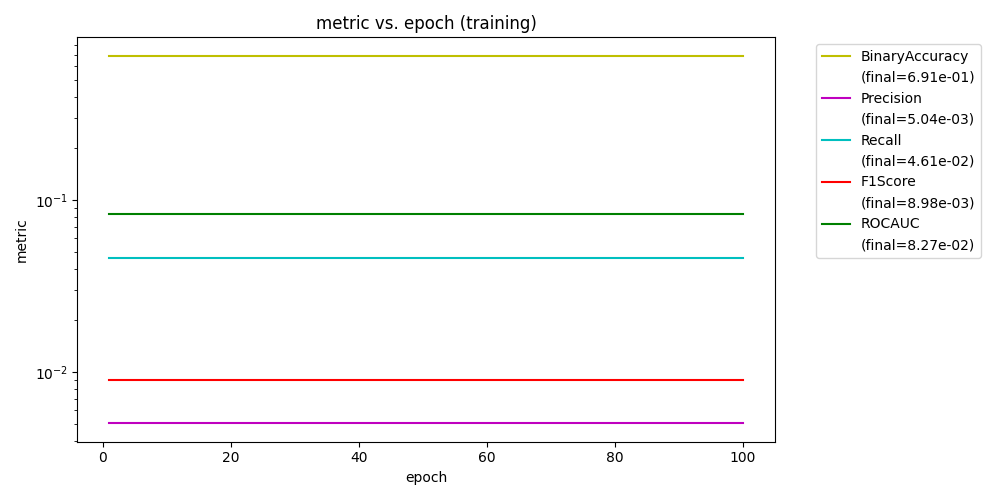 metric vs. epoch (training)
metric
10⁻¹
10⁻²
0 20 40 60 80 100
epoch
BinaryAccuracy
(final=6.91e-01)
Precision
(final=5.04e-03)
Recall
(final=4.61e-02)
F1Score
(final=8.98e-03)
ROCAUC
(final=8.27e-02)